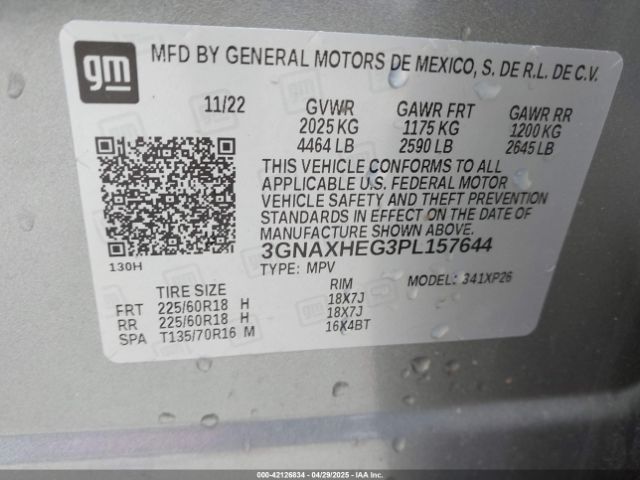 gm
MFD BY GENERAL MOTORS DE MEXICO, S. DE R.L. DE C.V.
11/22 GVWR GAWR FRT GAWR RR
2025 KG 1175 KG 1200 KG
4464 LB 2590 LB 2645 LB
THIS VEHICLE CONFORMS TO ALL
APPLICABLE U.S. FEDERAL MOTOR
VEHICLE SAFETY AND THEFT PREVENTION
STANDARDS IN EFFECT ON THE DATE OF
MANUFACTURE SHOWN ABOVE.
3GNAXHEG3PL157644
130H
TYPE: MPV MODEL: 341XP26
TIRE SIZE RIM
FRT 225/60R18 H 18X7J
RR 225/60R18 H 18X7J
SPA T135/70R16 M 16X4BT
000-42126834 - 04/29/2025 - IAA Inc.